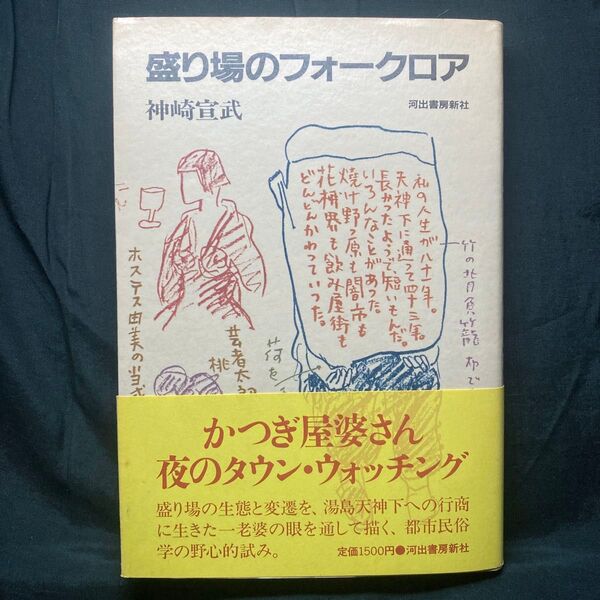 盛り場のフォークロア
神崎宣武
河出書房新社
私の人生が八十一年。
天神下に通って四十三年。
長かったようで、短いもんだ。
いろんなことがあった。
焼け野っ原も闇市も
花柳界も飲み屋街も
どんどんかわっていった。
竹の背負籠
布で
ホステス由美の当
芸者太郎
桃
荷を
かつぎ屋婆さん
夜のタウン・ウォッチング
盛り場の生態と変遷を、湯島天神下への行商
に生きた一老婆の眼を通して描く、都市民俗
学の野心的試み。
定価1500円●河出書房新社